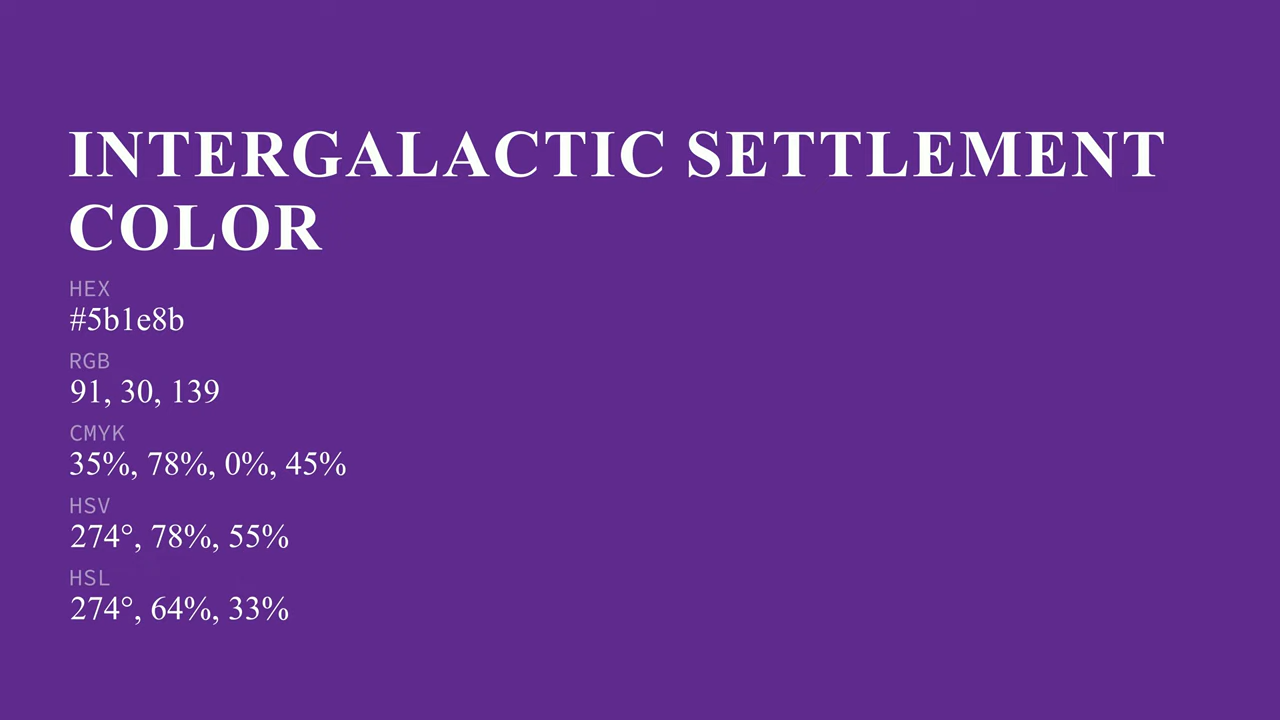 INTERGALACTIC SETTLEMENT
COLOR
HEX
#5b1e8b
RGB
91, 30, 139
CMYK
35%, 78%, 0%, 45%
HSV
274°, 78%, 55%
HSL
274°, 64%, 33%